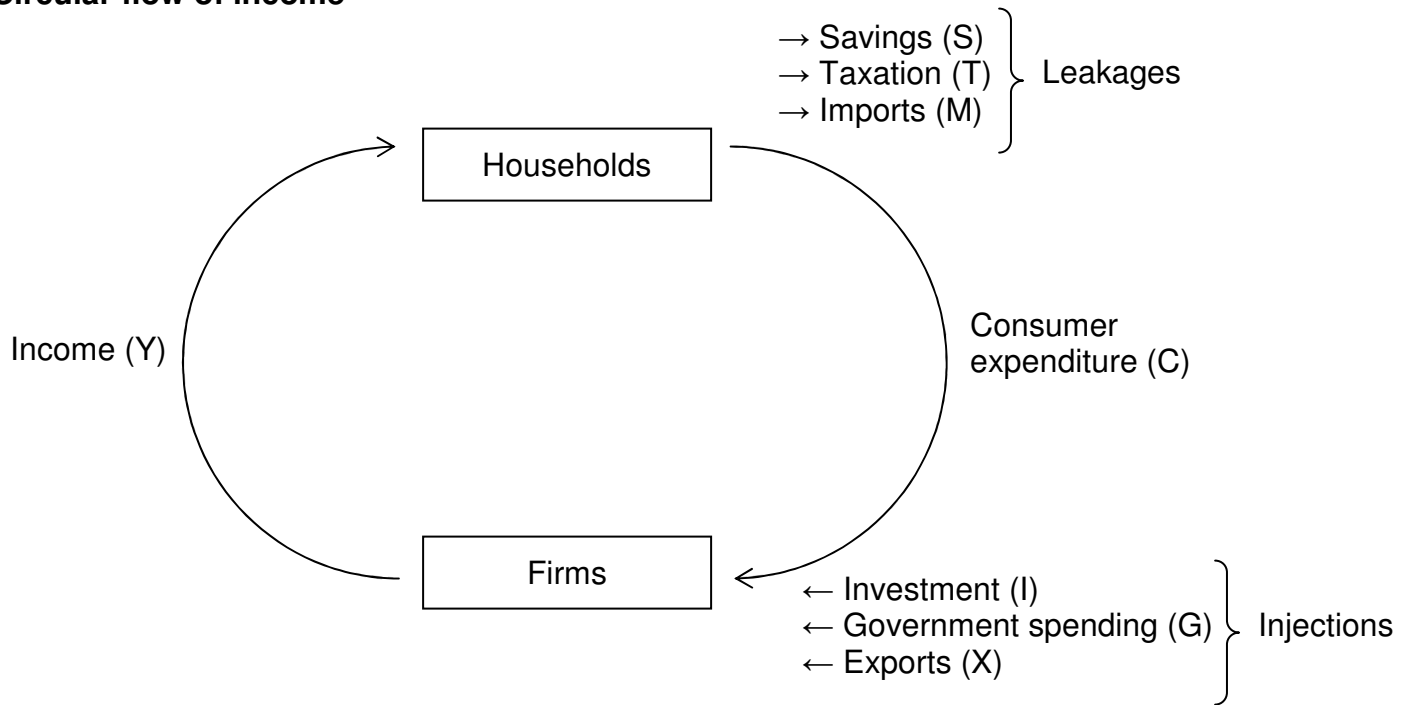 Circular flow of income
→ Savings (S)
→ Taxation (T)
→ Imports (M)
Leakages
Households
Income (Y)
Consumer
expenditure (C)
Firms
← Investment (I)
← Government spending (G)
← Exports (X)
Injections